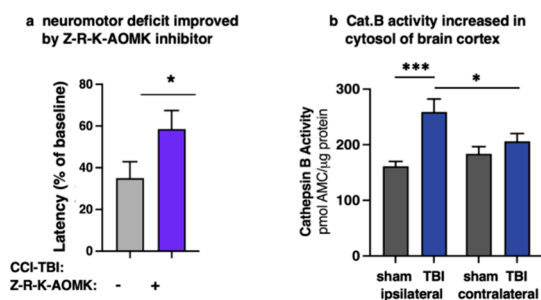 a neuromotor deficit improved
by Z-R-K-AOMK inhibitor
Latency (% of baseline)
80
60
40
20
0
*
CCI-TBI:
Z-R-K-AOMK: - +
b Cat.B activity increased in
cytosol of brain cortex
Cathepsin B Activity
pmol AMC/µg protein
300
200
100
0
***
*
sham TBI sham TBI
ipsilateral contralateral